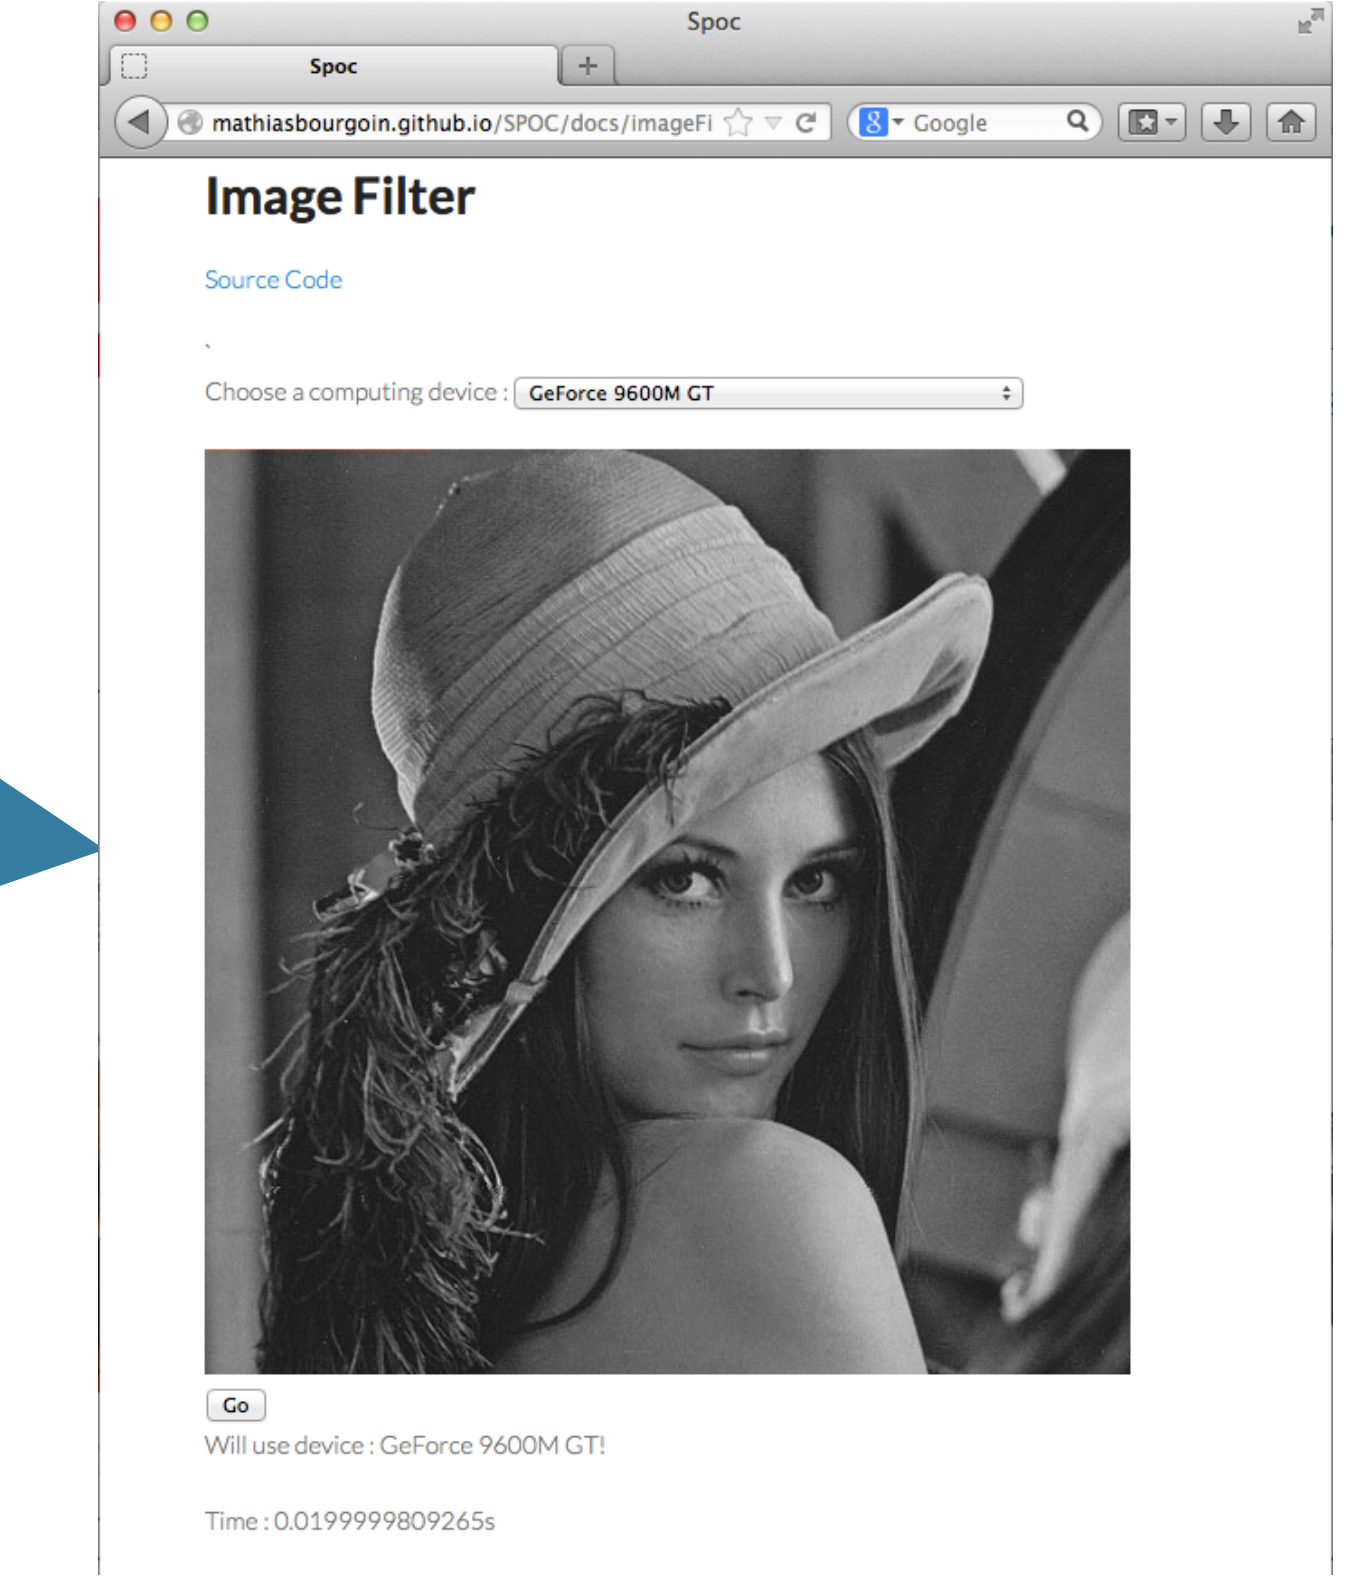 Spoc
Spoc
mathiasbourgoin.github.io/SPOC/docs/imageFi
Google
Image Filter
Source Code
`
Choose a computing device : GeForce 9600M GT
Go
Will use device : GeForce 9600M GT!
Time : 0.0199999809265s